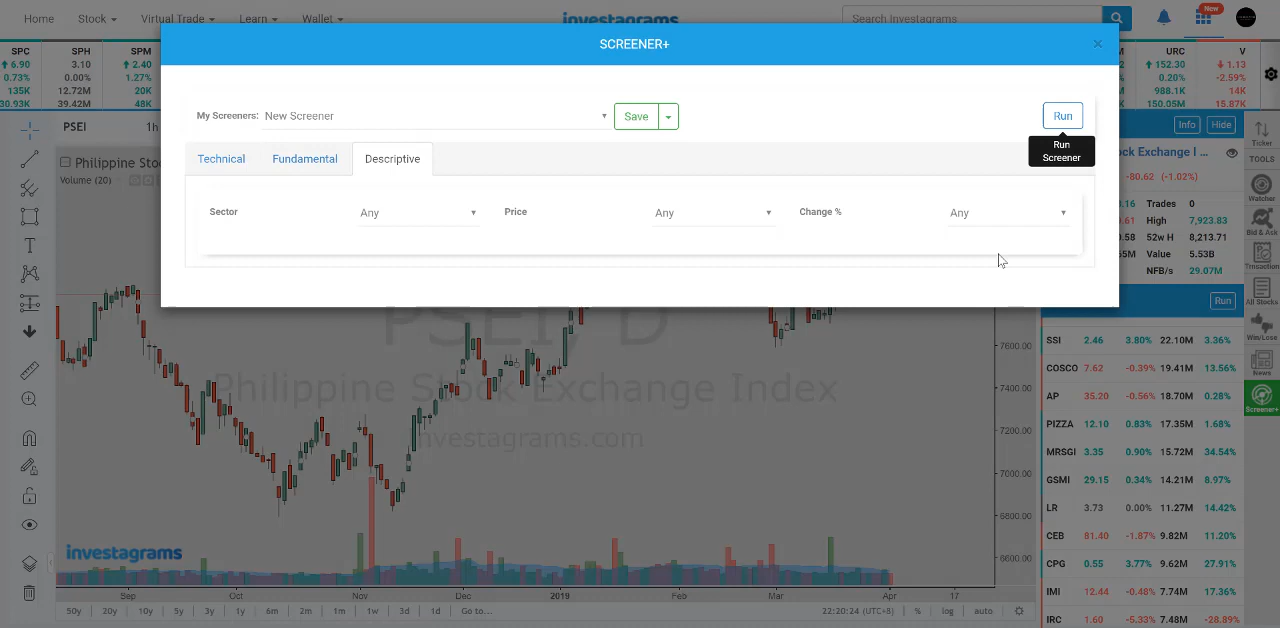 Home Stock Virtual Trade Learn Wallet investagrams Search Investagrams New
SCREENER+ ×
SPC SPH SPM URC V
6.90 3.10 2.40 152.30 1.13
0.73% 0.00% 1.27% 0.20% -2.59%
135K 12.72M 20K 988.1K 14K
30.93K 39.42M 48K 150.05M 15.87K
My Screeners: New Screener Save Run
Run
Screener
PSEI 1h Info Hide
Ticker
Technical Fundamental Descriptive
Philippine Stoc ck Exchange I ...
TOOLS
Volume (20) -80.62 (-1.02%)
Watcher
Sector Any Price Any Change % Any
.16 Trades 0
.61 High 7,923.83
Bid & Ask
0.58 52w H 8,213.71
Value 5.53B
Trnsaction
NFB/s 29.07M
All Stocks
Run
PSEI, D
Philippine Stock Exchange Index
investagrams.com
Win/Lose
News
Screener+
7600.00
7400.00
7200.00
7000.00
6800.00
6600.00
SSI 2.46 3.80% 22.10M 3.36%
COSCO 7.62 -0.39% 19.41M 13.56%
AP 35.20 -0.56% 18.70M 0.28%
PIZZA 12.10 0.83% 17.35M 1.68%
MRSGI 3.35 0.90% 15.72M 34.54%
GSMI 29.15 0.34% 14.21M 8.97%
LR 3.73 0.00% 11.27M 14.42%
CEB 81.40 -1.87% 9.82M 11.20%
CPG 0.55 3.77% 9.62M 27.91%
IMI 12.44 -0.48% 7.74M 17.36%
IRC 1.60 -5.33% 7.48M -28.89%
investagrams
Sep Oct Nov Dec 2019 Feb Mar Apr 17
50y 20y 10y 5y 3y 1y 6m 2m 1m 1w 3d 1d Go to... 22:20:24 (UTC+8) % log auto